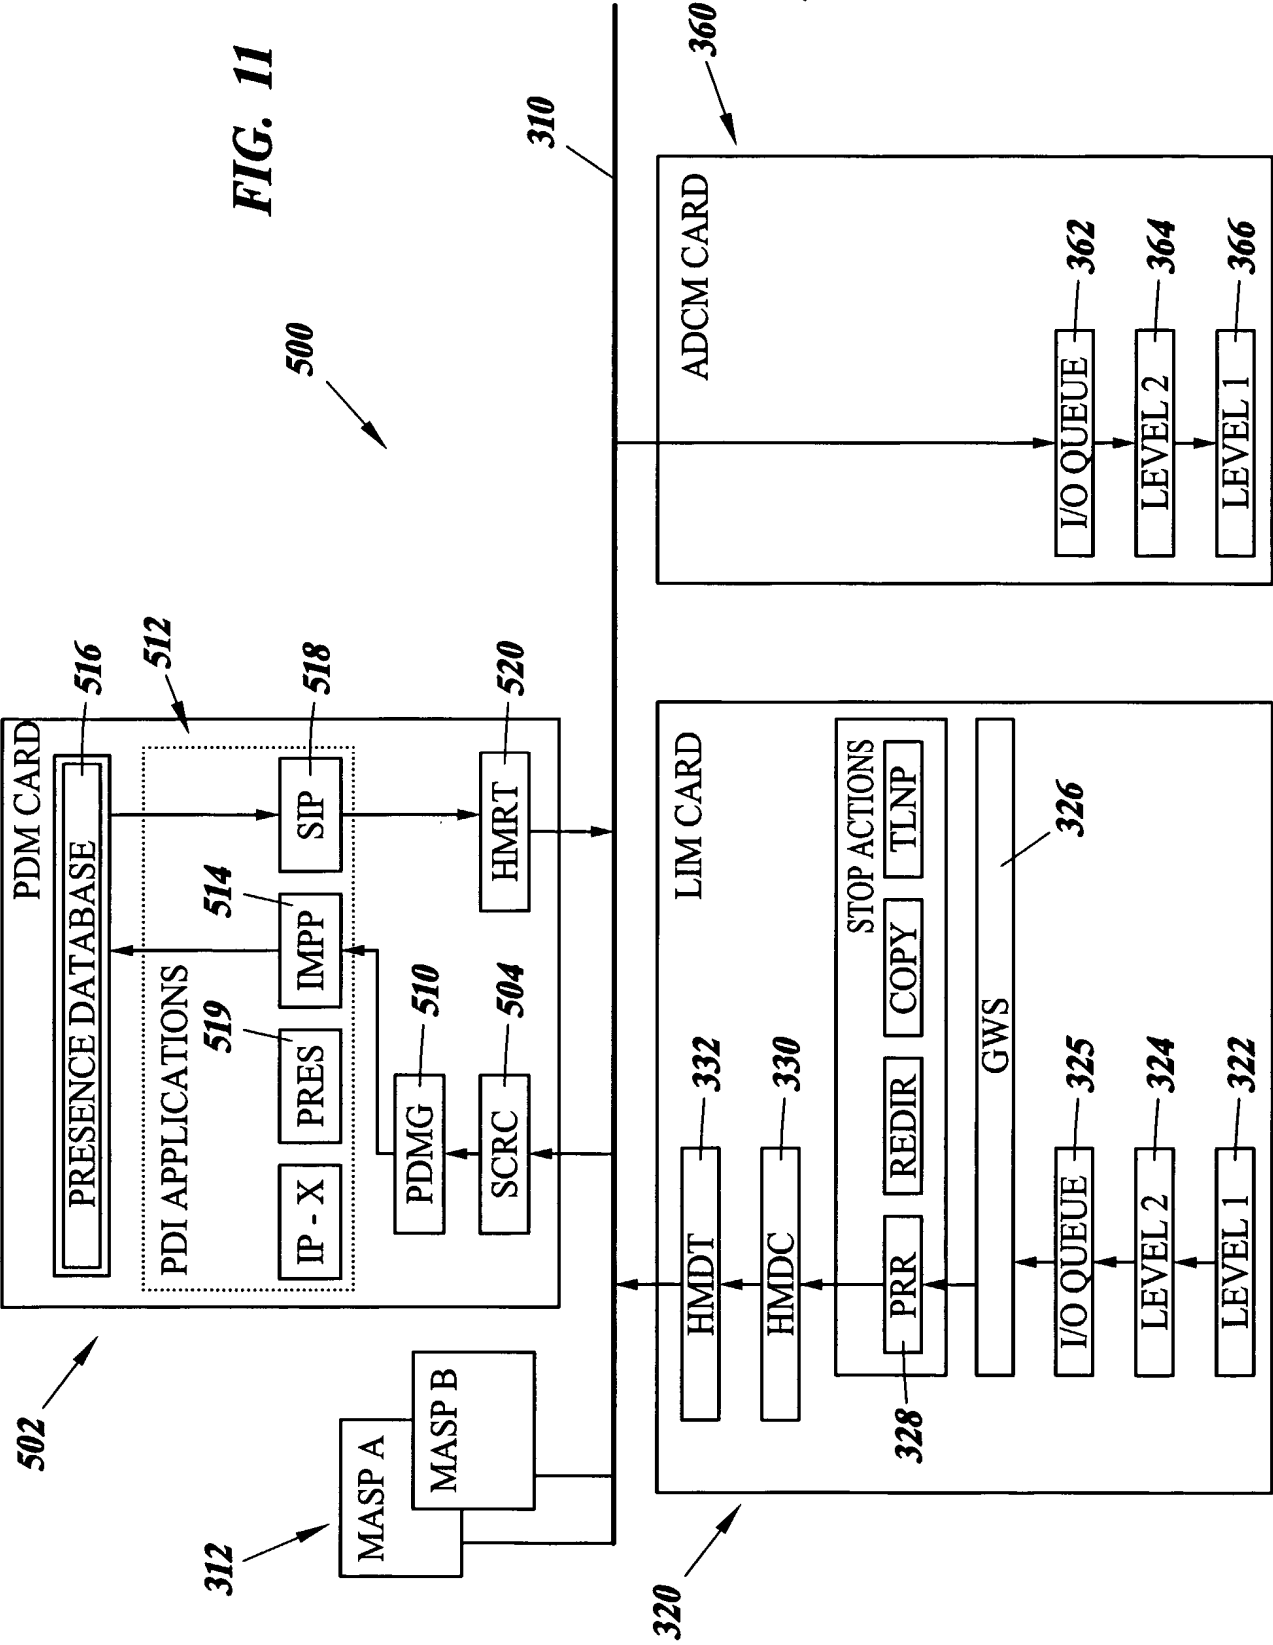 FIG. 11
500
502
PDM CARD
PRESENCE DATABASE
516
512
PDI APPLICATIONS
IP - X
PRES
519
IMPP
514
SIP
518
PDMG
510
SCRC
504
HMRT
520
312
MASP A
MASP B
310
320
LIM CARD
HMDT
332
HMDC
330
STOP ACTIONS
PRR
328
REDIR
COPY
TLNP
GWS
326
I/O QUEUE
325
LEVEL 2
324
LEVEL 1
322
360
ADCM CARD
I/O QUEUE
362
LEVEL 2
364
LEVEL 1
366